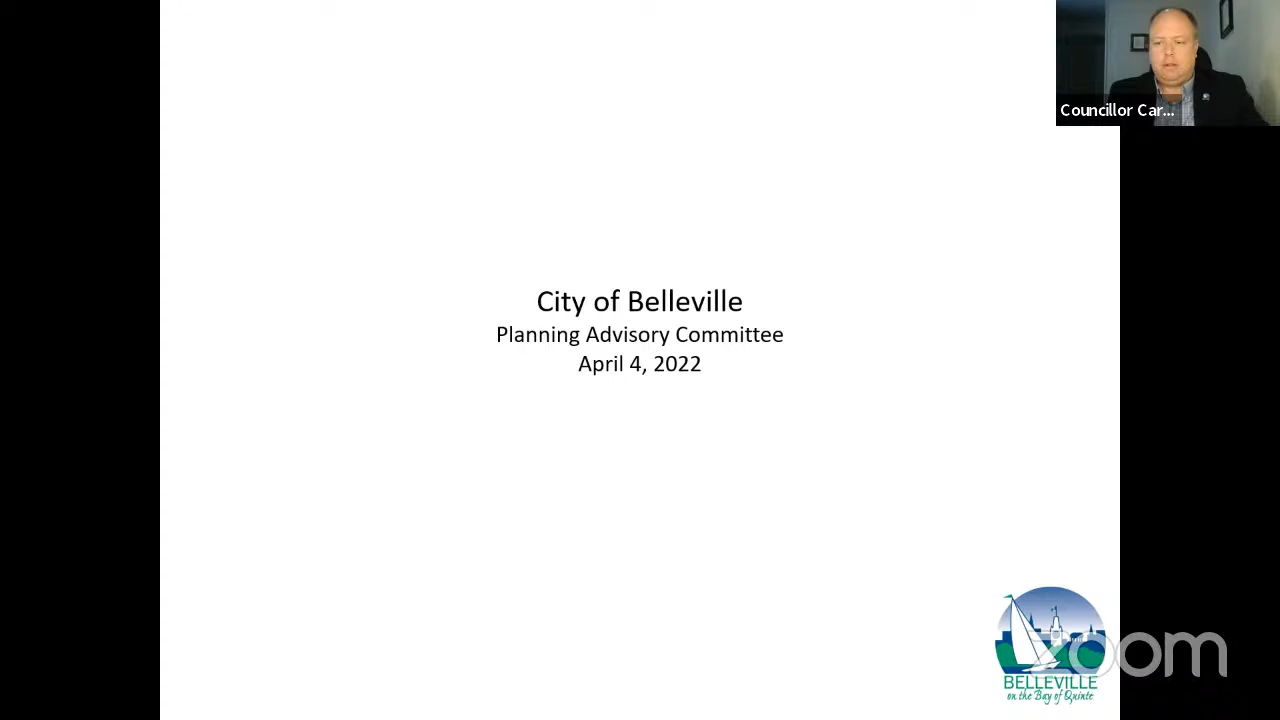 Councillor Car...
City of Belleville
Planning Advisory Committee
April 4, 2022
BELLEVILLE
on the Bay of Quinte
zoom